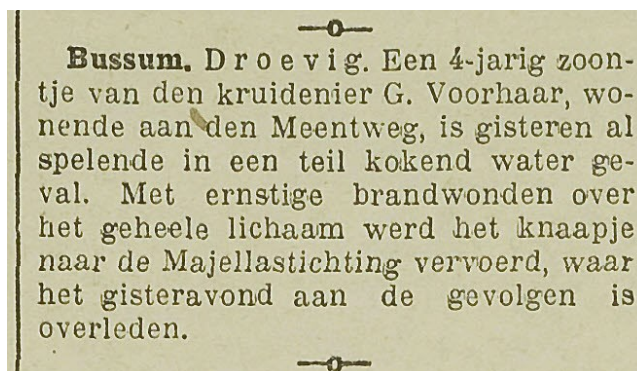 Bussum. Droevig. Een 4-jarig zoon-
tje van den kruidenier G. Voorhaar, wo-
nende aan den Meentweg, is gisteren al
spelende in een teil kokend water ge-
val. Met ernstige brandwonden over
het geheele lichaam werd het knaapje
naar de Majellastichting vervoerd, waar
het gisteravond aan de gevolgen is
overleden.